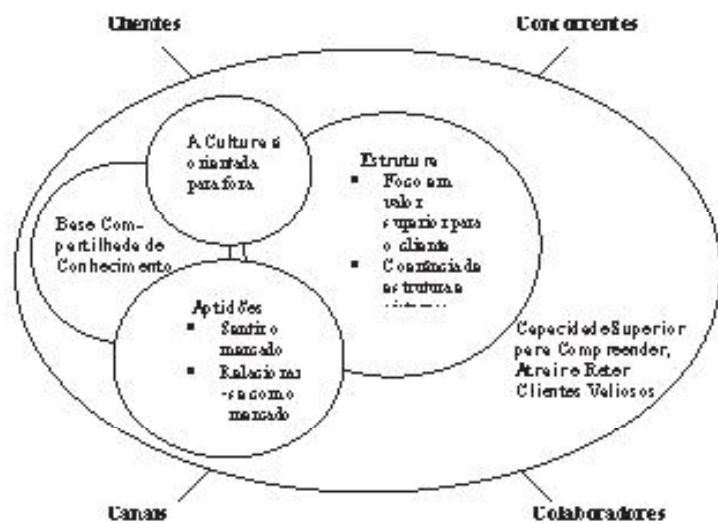 Clientes
Concorrentes
A Cultura é
orientada
para fora
Estrutura
▪ Foco em
valor
superior para
o cliente
▪ Coerência de
estrutura e
Base Com-
partilhada de
Conhecimento
Aptidões
▪ Sentir o
mercado
▪ Relacionar
-se com o
mercado
Capacidade Superior
para Compreender,
Atrair e Reter
Clientes Valiosos
Canais
Colaboradores